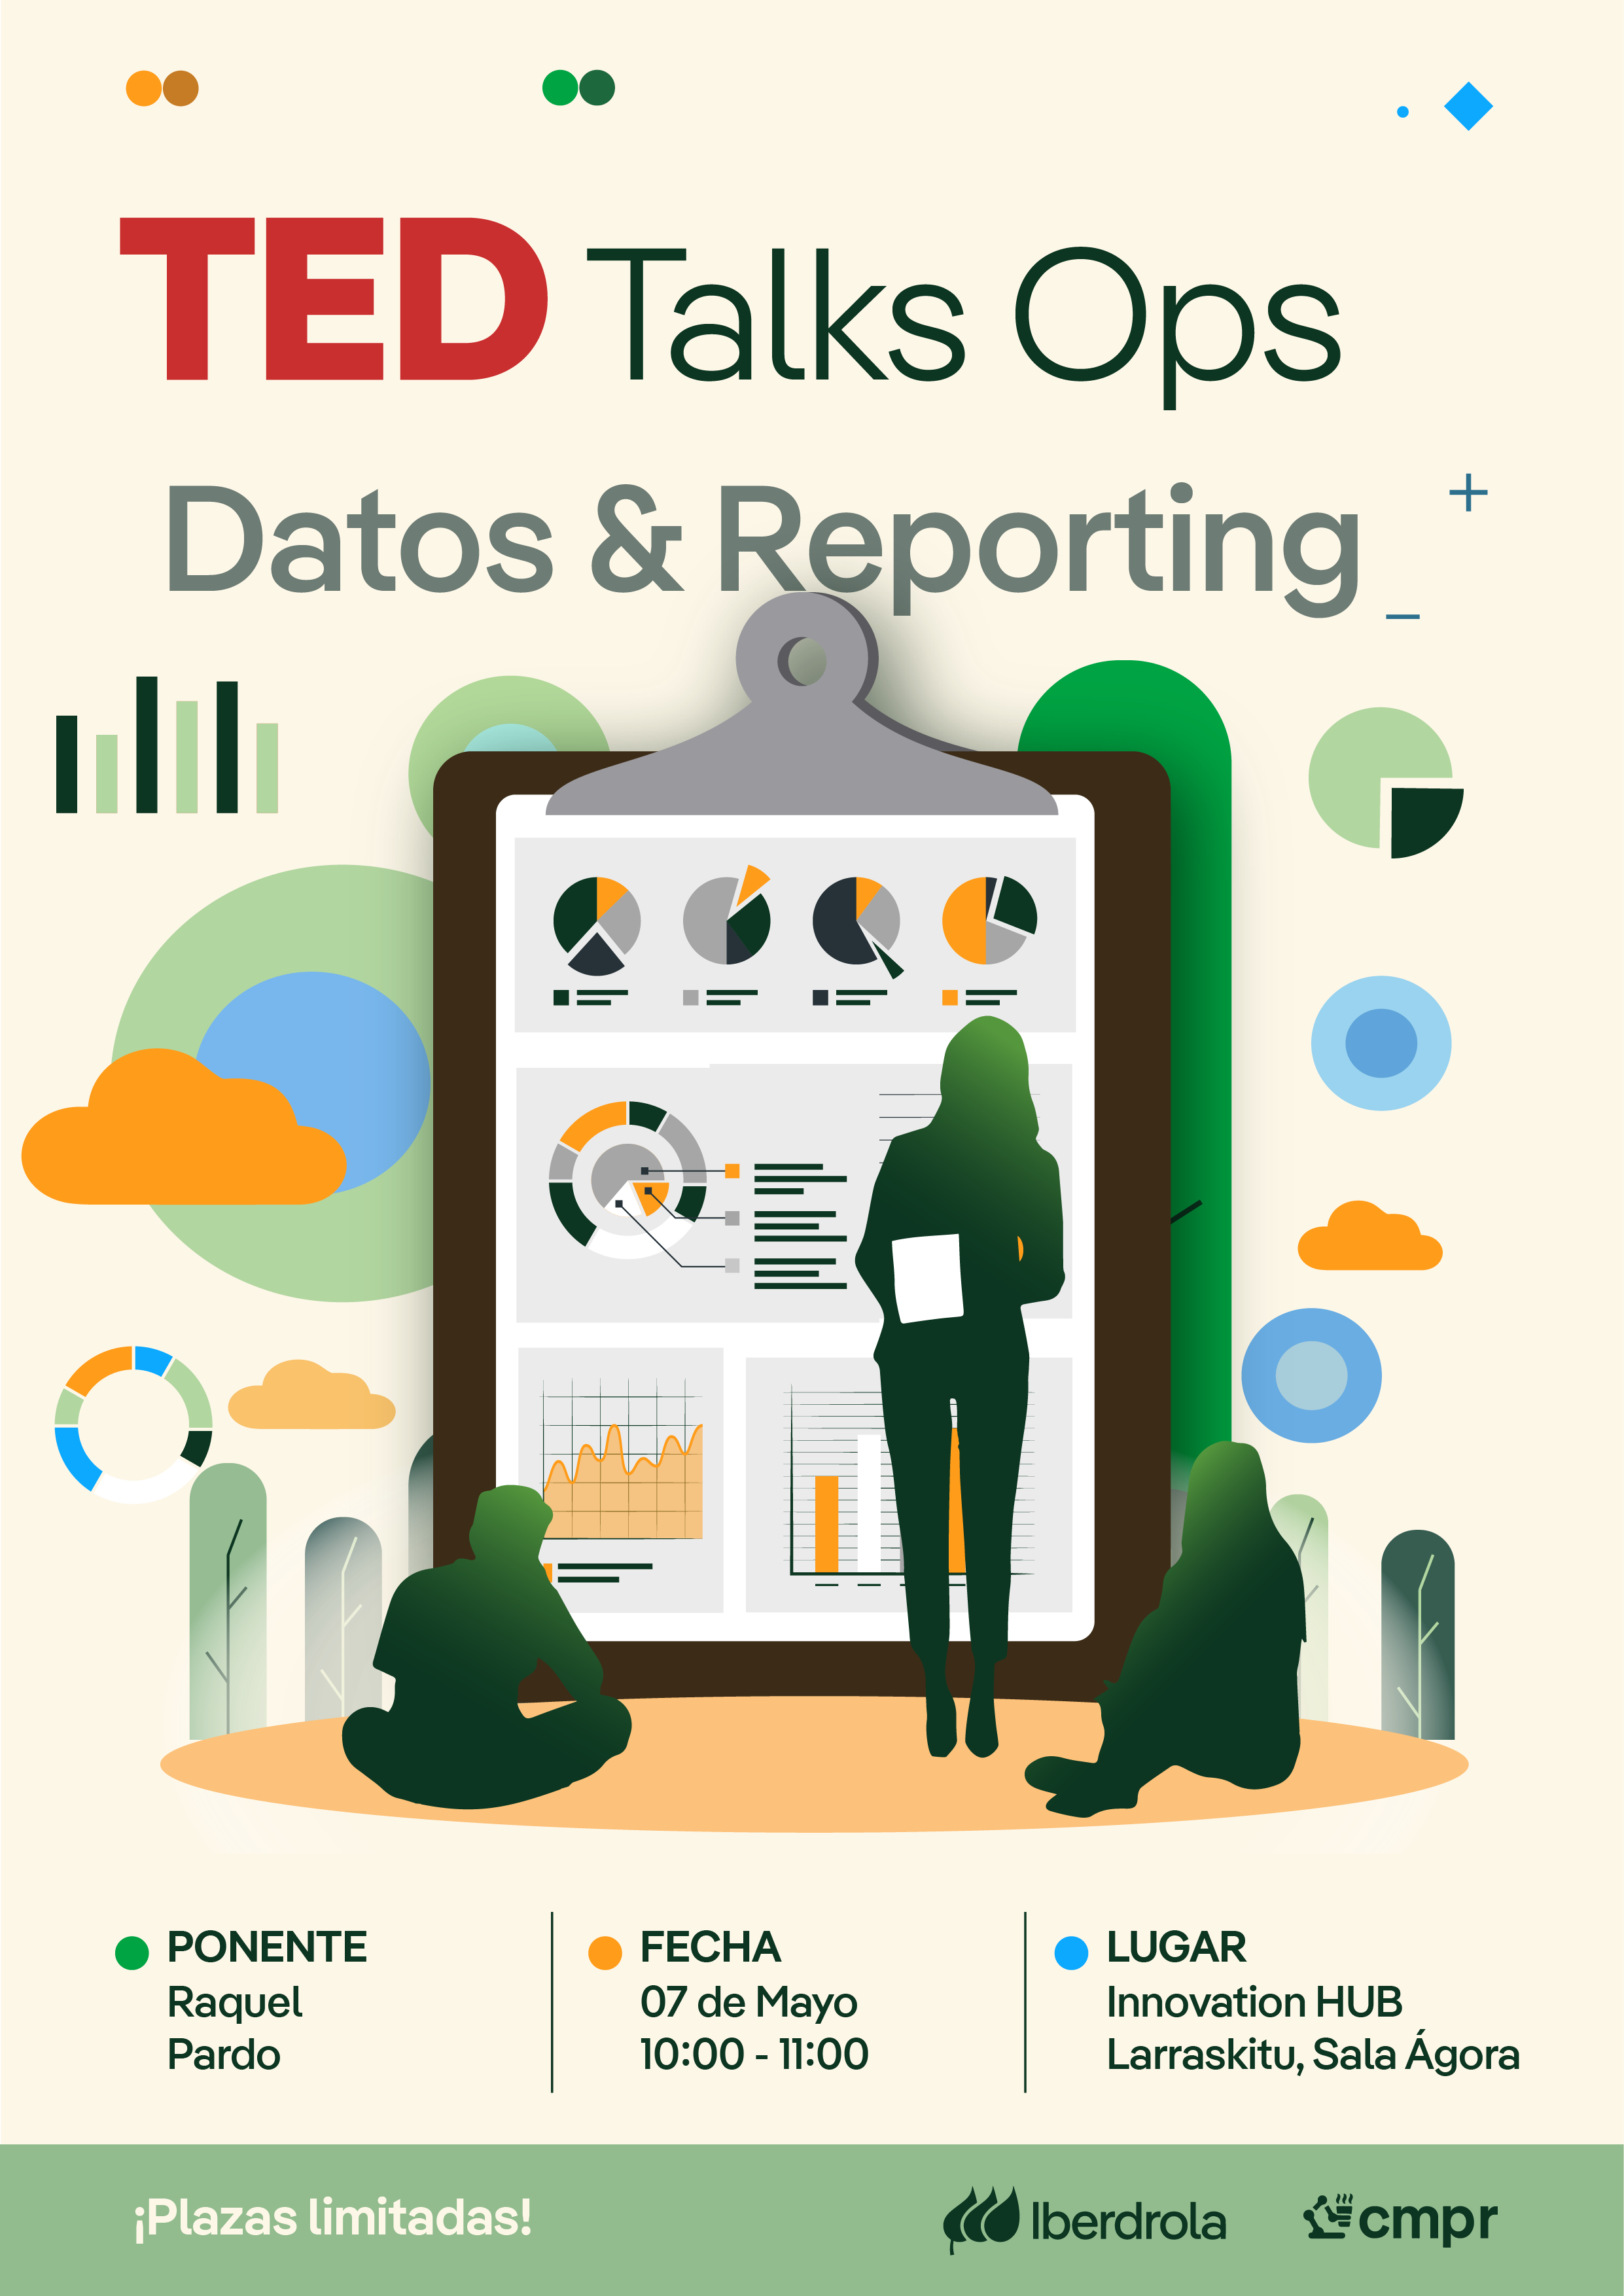 TED Talks Ops
Datos & Reporting
PONENTE
Raquel
Pardo
FECHA
07 de Mayo
10:00 - 11:00
LUGAR
Innovation HUB
Larraskitu, Sala Ágora
¡Plazas limitadas!
Iberdrola
cmpr